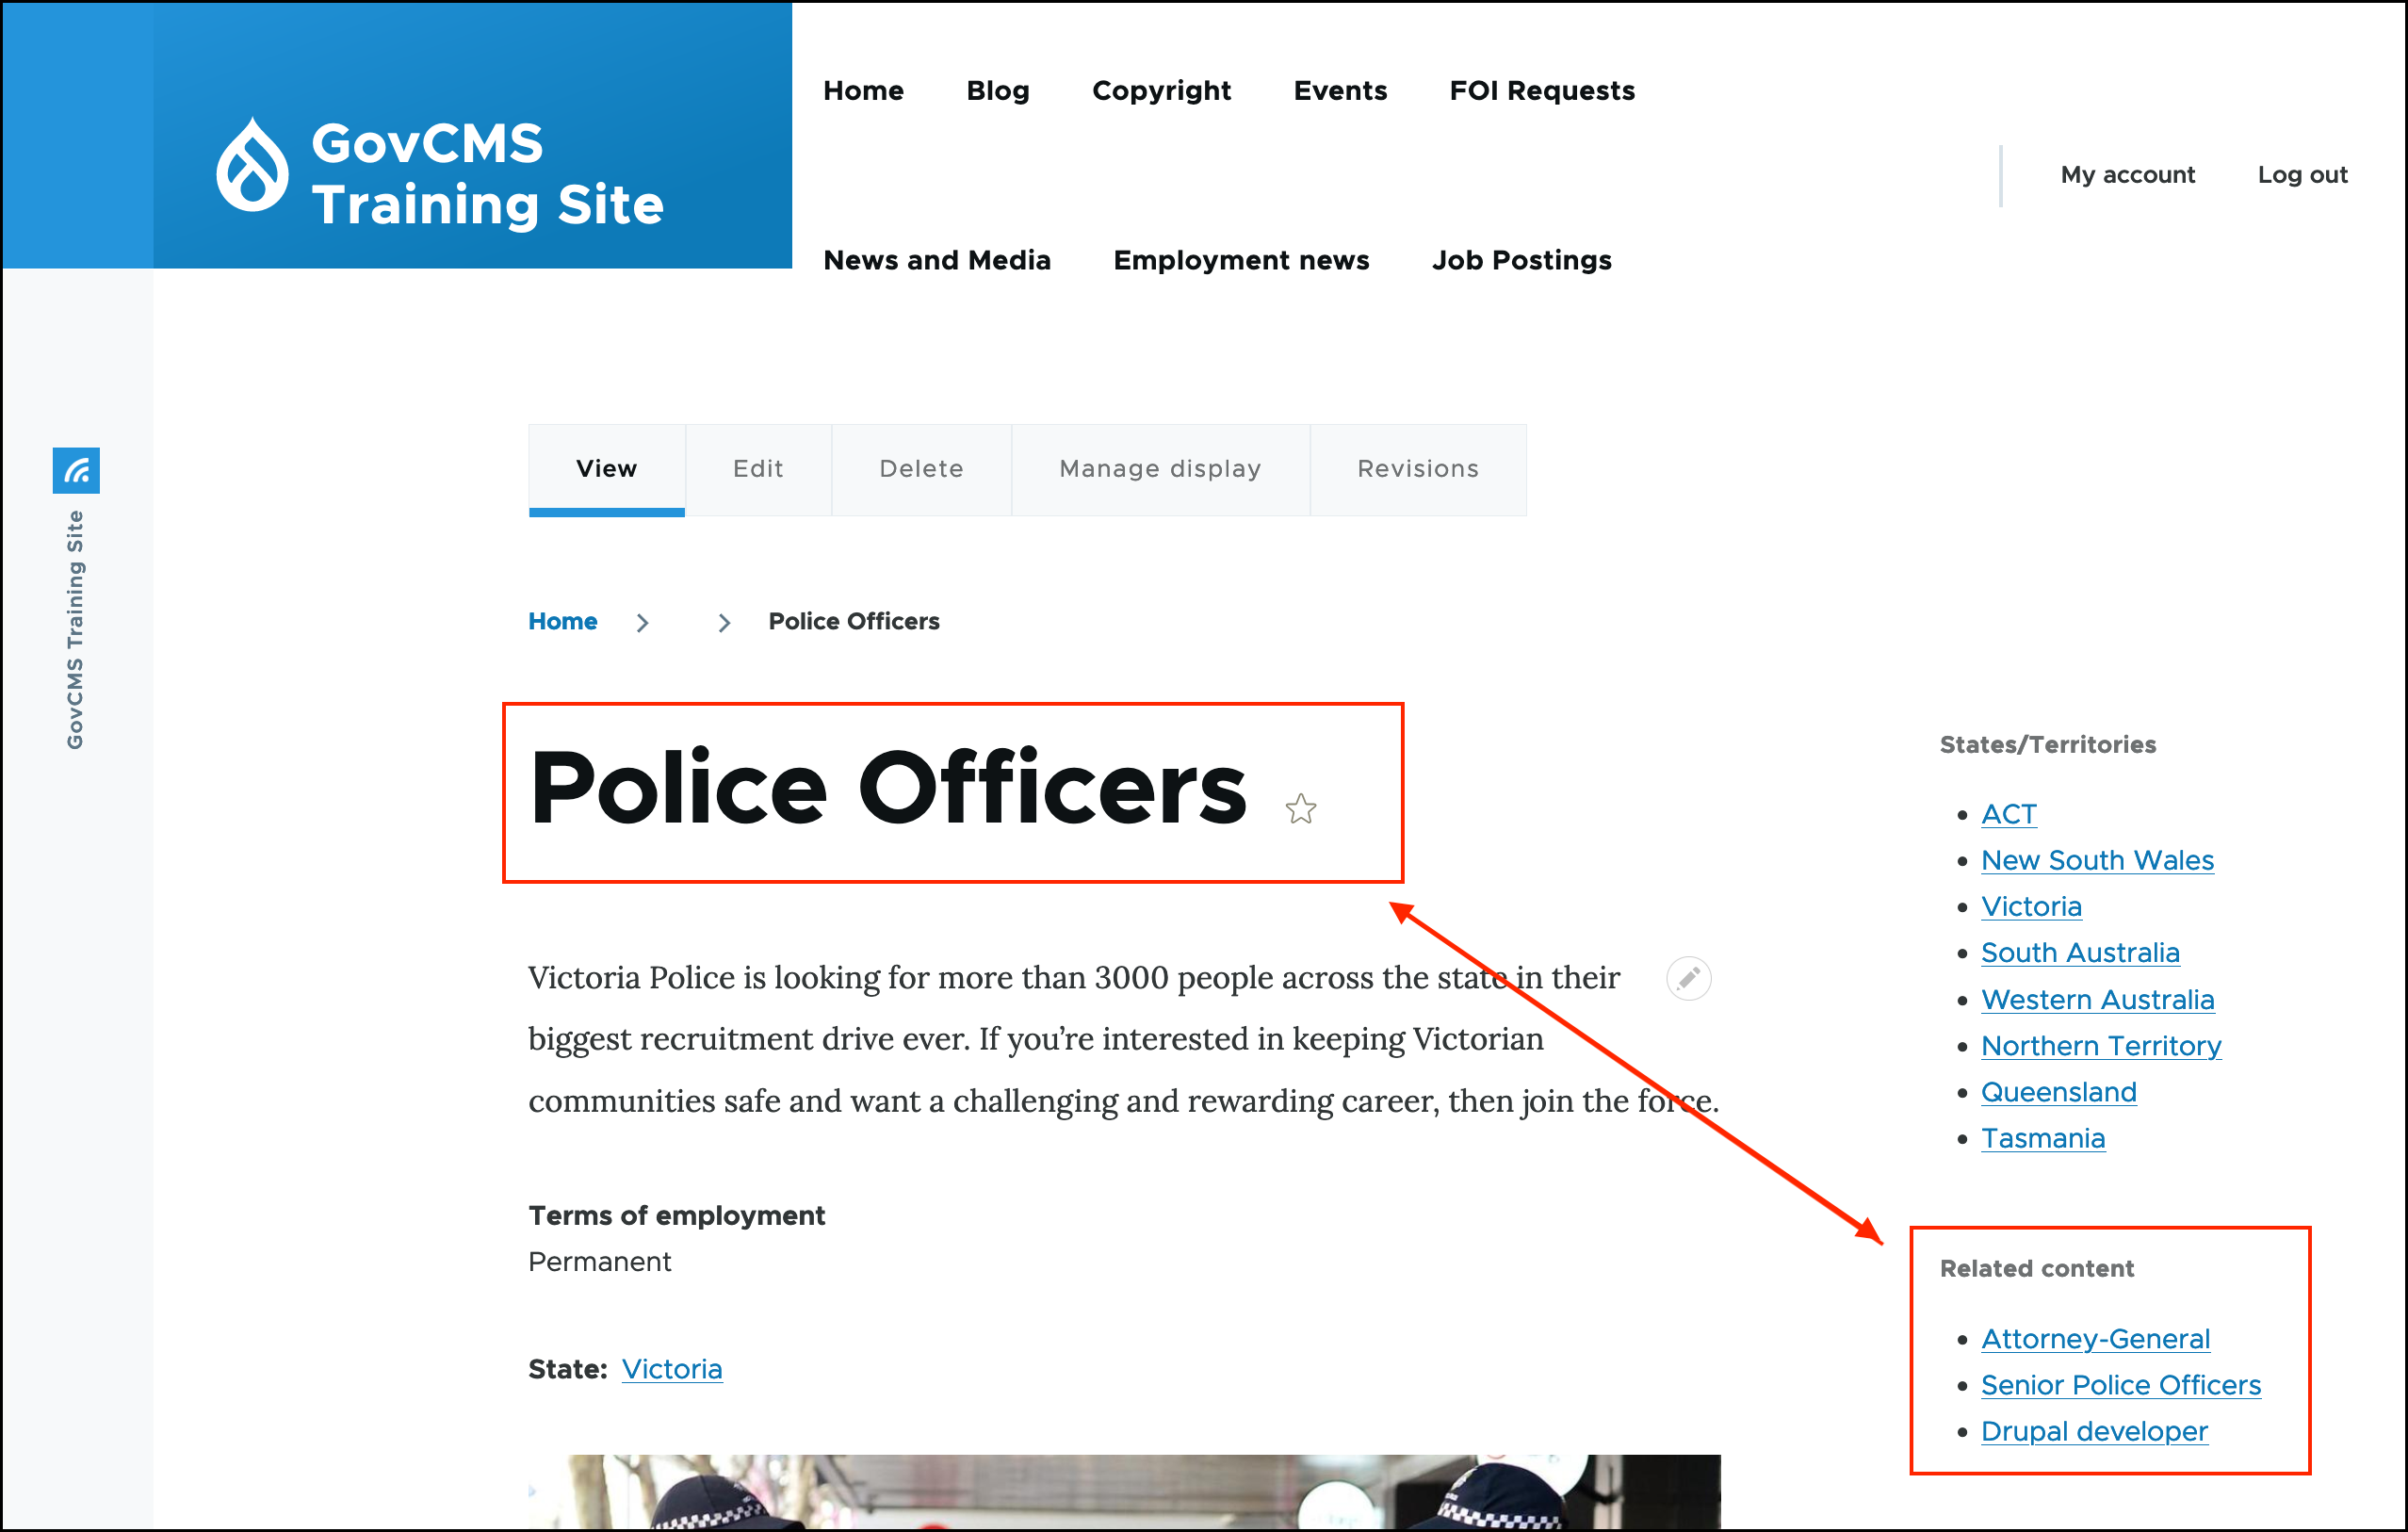 GovCMS
Training Site
Home Blog Copyright Events FOI Requests
My account Log out
News and Media Employment news Job Postings
GovCMS Training Site
View Edit Delete Manage display Revisions
Home Police Officers
Police Officers
Victoria Police is looking for more than 3000 people across the state in their
biggest recruitment drive ever. If you’re interested in keeping Victorian
communities safe and want a challenging and rewarding career, then join the force.
Terms of employment
Permanent
State: Victoria
States/Territories
ACT
New South Wales
Victoria
South Australia
Western Australia
Northern Territory
Queensland
Tasmania
Related content
Attorney-General
Senior Police Officers
Drupal developer